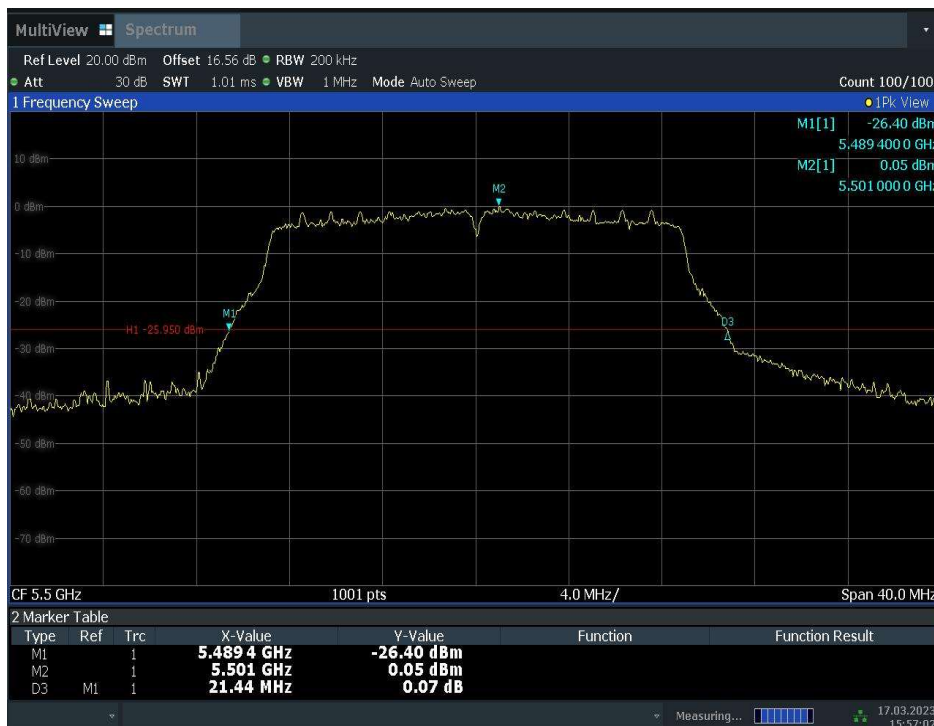 MultiView Spectrum
Ref Level 20.00 dBm Offset 16.56 dB RBW 200 kHz
Att 30 dB SWT 1.01 ms VBW 1 MHz Mode Auto Sweep Count 100/100
1 Frequency Sweep 1Pk View
M1[1] -26.40 dBm
5.489 400 0 GHz
M2[1] 0.05 dBm
5.501 000 0 GHz
10 dBm
M2
0 dBm
-10 dBm
-20 dBm
M1
D3
H1 -25.950 dBm
-30 dBm
-40 dBm
-50 dBm
-60 dBm
-70 dBm
CF 5.5 GHz 1001 pts 4.0 MHz/ Span 40.0 MHz
2 Marker Table
Type Ref Trc X-Value Y-Value Function Function Result
M1 1 5.489 4 GHz -26.40 dBm
M2 1 5.501 GHz 0.05 dBm
D3 M1 1 21.44 MHz 0.07 dB
Measuring... 17.03.2023
15:57:02